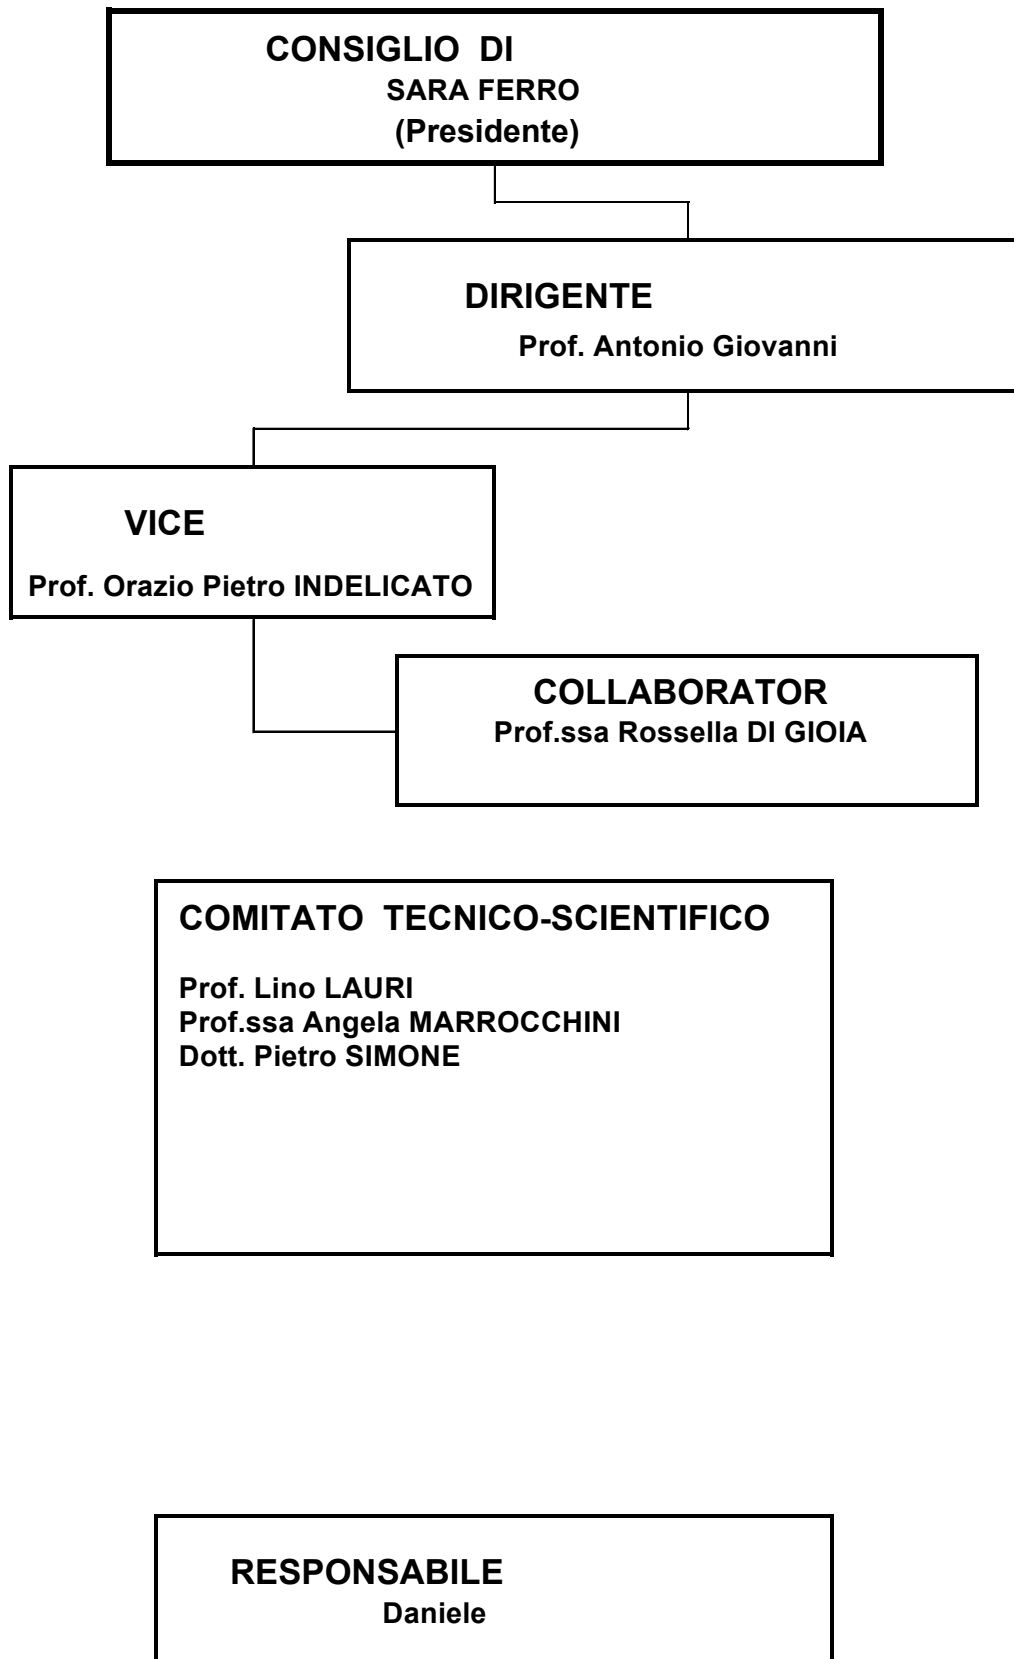 CONSIGLIO DI
SARA FERRO
(Presidente)
DIRIGENTE
Prof. Antonio Giovanni
VICE
Prof. Orazio Pietro INDELICATO
COLLABORATOR
Prof.ssa Rossella DI GIOIA
COMITATO TECNICO-SCIENTIFICO
Prof. Lino LAURI
Prof.ssa Angela MARROCCHINI
Dott. Pietro SIMONE
RESPONSABILE
Daniele